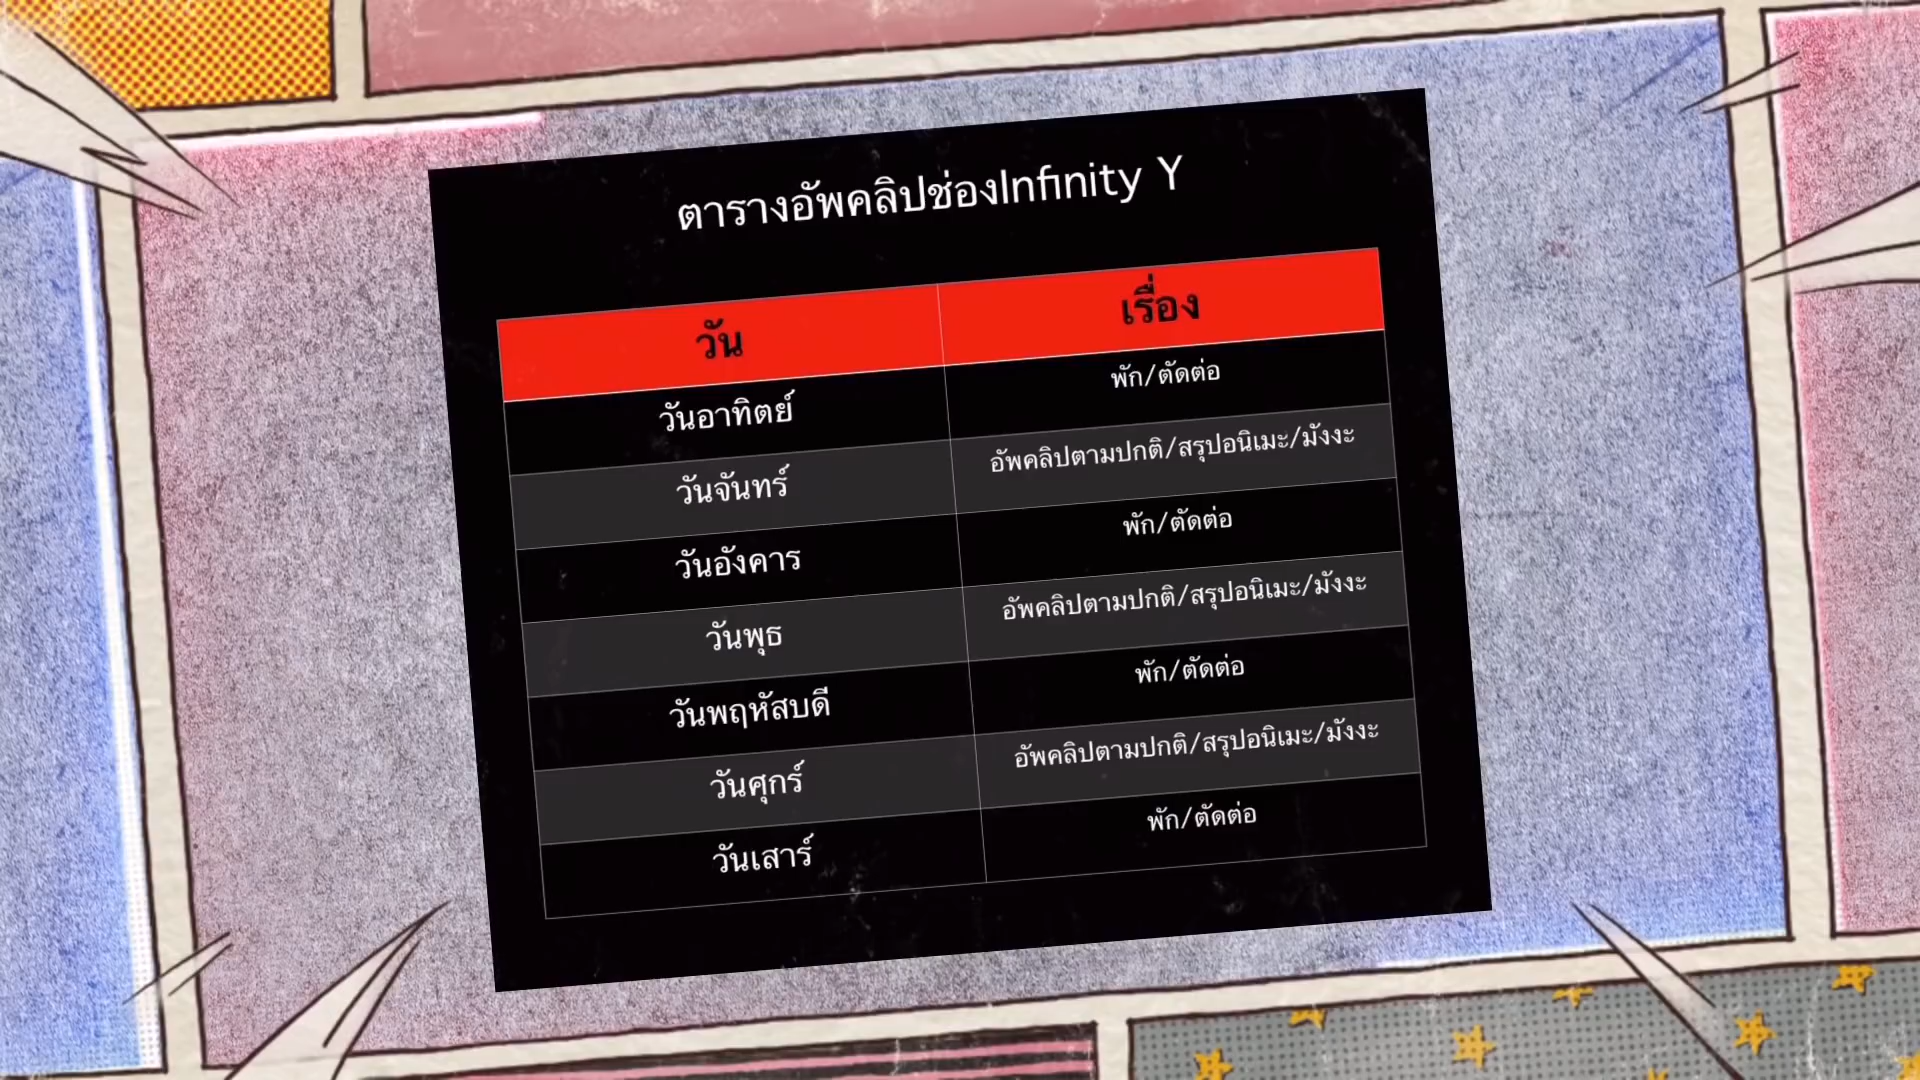 ตารางอัพคลิปช่องInfinity Y
วัน เรื่อง
วันอาทิตย์ พัก/ตัดต่อ
วันจันทร์ อัพคลิปตามปกติ/สรุปอนิเมะ/มังงะ
วันอังคาร พัก/ตัดต่อ
วันพุธ อัพคลิปตามปกติ/สรุปอนิเมะ/มังงะ
วันพฤหัสบดี พัก/ตัดต่อ
วันศุกร์ อัพคลิปตามปกติ/สรุปอนิเมะ/มังงะ
วันเสาร์ พัก/ตัดต่อ